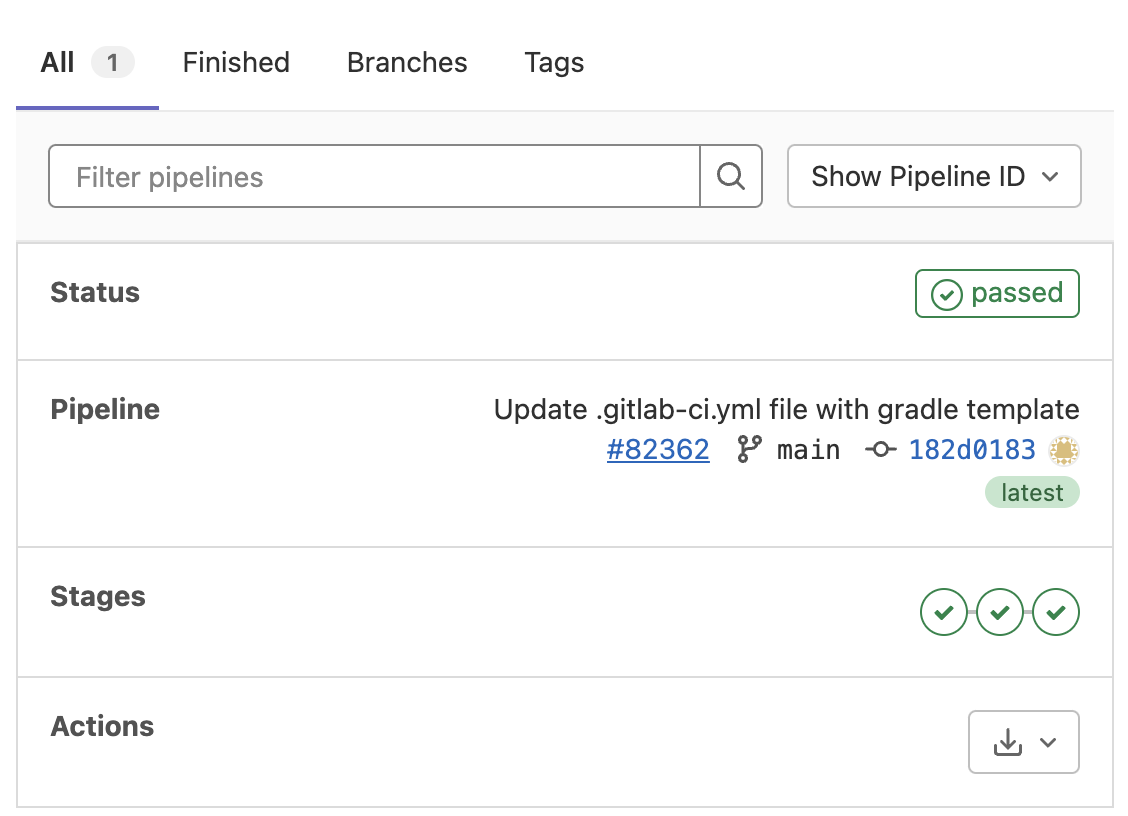 All 1 Finished Branches Tags
Filter pipelines Show Pipeline ID
Status passed
Pipeline Update .gitlab-ci.yml file with gradle template
#82362 main 182d0183
latest
Stages
Actions